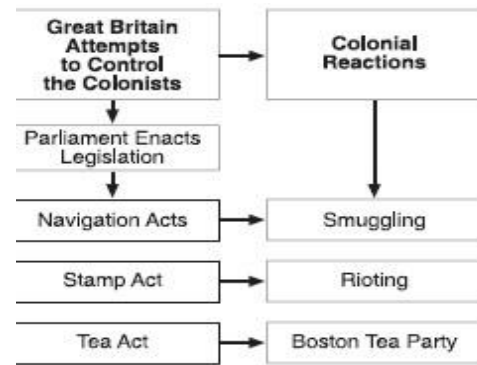 Great Britain
Attempts
to Control
the Colonists
Colonial
Reactions
Parliament Enacts
Legislation
Navigation Acts
Smuggling
Stamp Act
Rioting
Tea Act
Boston Tea Party